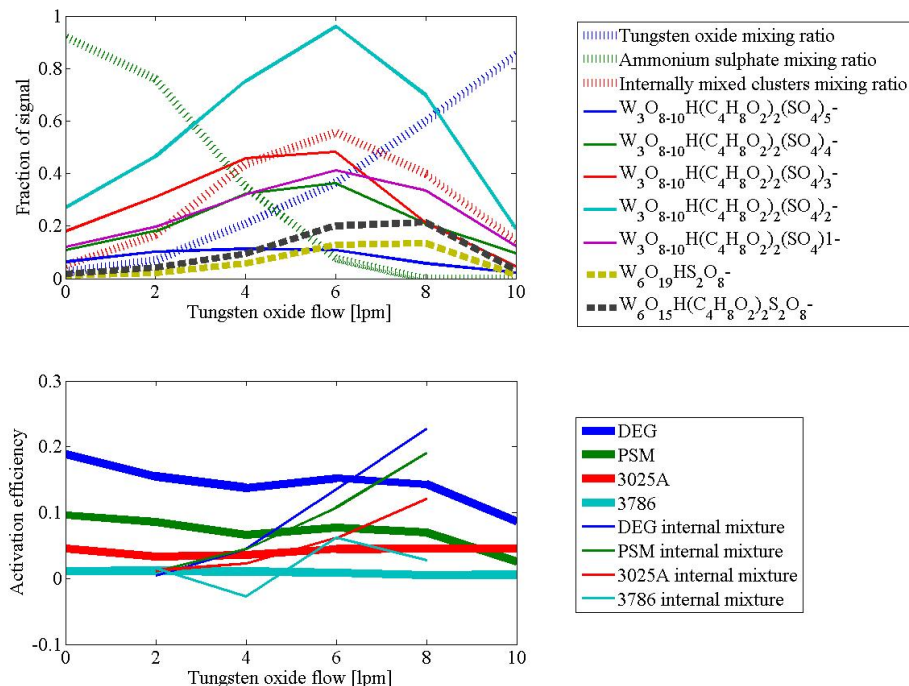 1
0.8
0.6
0.4
0.2
0
Fraction of signal
0 2 4 6 8 10
Tungsten oxide flow [lpm]
Tungsten oxide mixing ratio
Ammonium sulphate mixing ratio
Internally mixed clusters mixing ratio
W₃O₈₋₁₀H(C₄H₈O₂)₂(SO₄)₅-
W₃O₈₋₁₀H(C₄H₈O₂)₂(SO₄)₄-
W₃O₈₋₁₀H(C₄H₈O₂)₂(SO₄)₃-
W₃O₈₋₁₀H(C₄H₈O₂)₂(SO₄)₂-
W₃O₈₋₁₀H(C₄H₈O₂)₂(SO₄)1-
W₆O₁₉HS₂O₈-
W₆O₁₅H(C₄H₈O₂)₂S₂O₈-
0.3
0.2
0.1
0
-0.1
Activation efficiency
0 2 4 6 8 10
Tungsten oxide flow [lpm]
DEG
PSM
3025A
3786
DEG internal mixture
PSM internal mixture
3025A internal mixture
3786 internal mixture